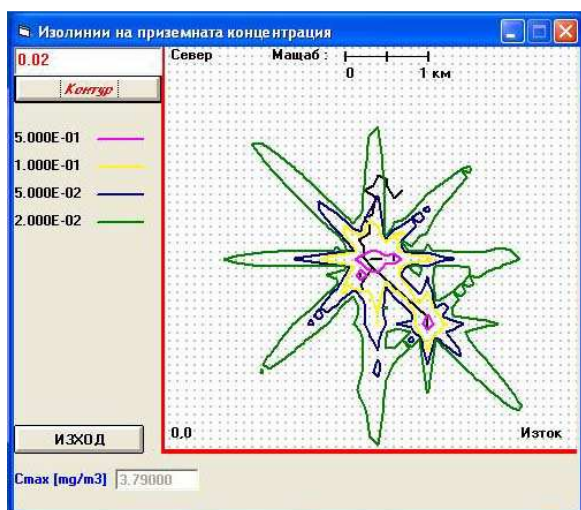 Изолинии на приземната концентрация
0.02
Контур
5.000E-01
1.000E-01
5.000E-02
2.000E-02
Север
Мащаб :
0
1 км
0,0
Изток
ИЗХОД
Cmax [mg/m3]
3.79000